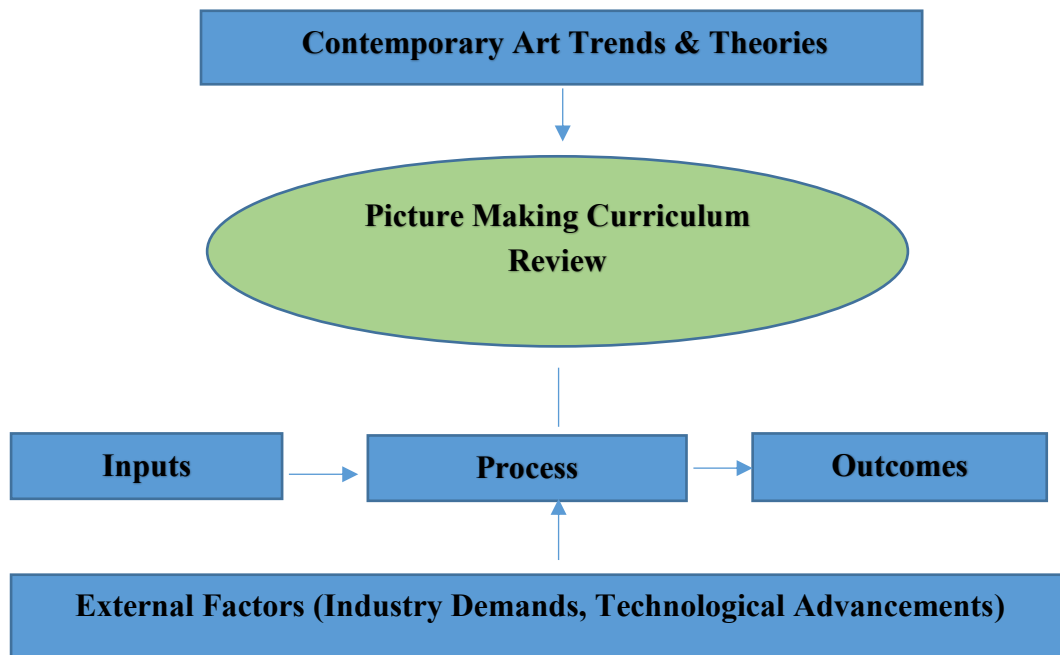 Contemporary Art Trends & Theories
Picture Making Curriculum
Review
Inputs
Process
Outcomes
External Factors (Industry Demands, Technological Advancements)